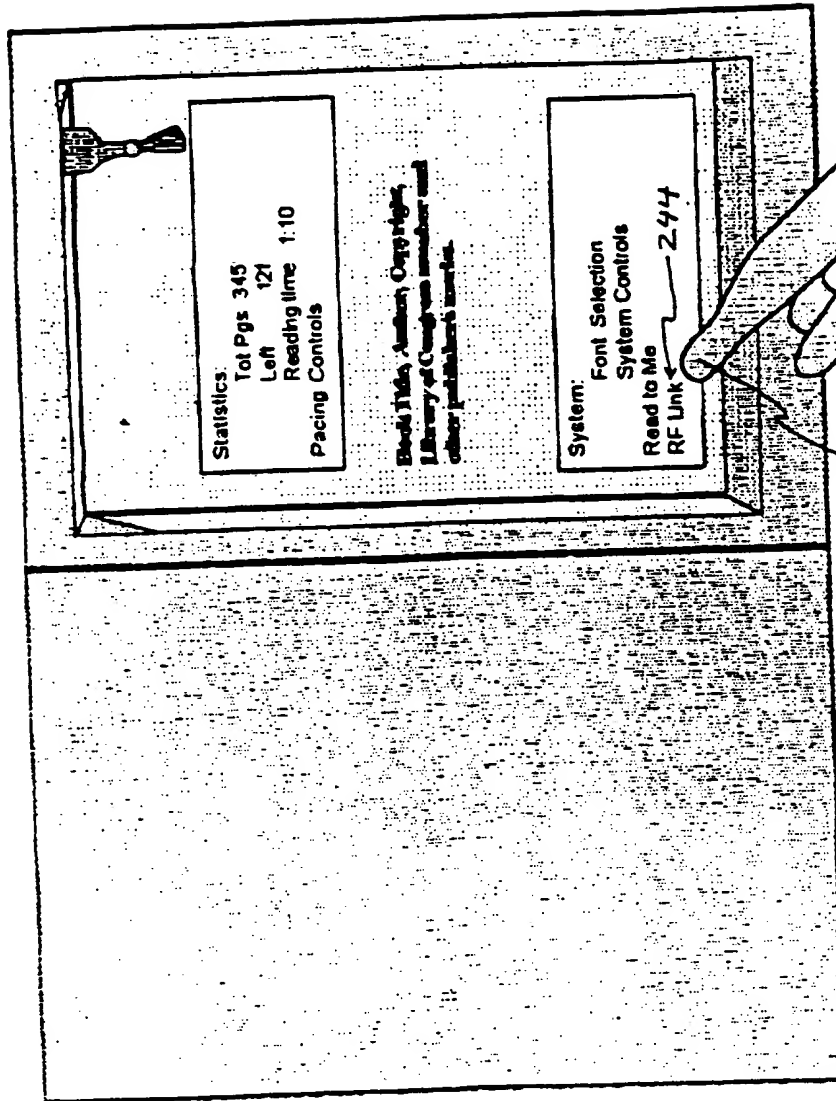 Statistics:
Tot Pgs 345
Left 121
Reading time 1:10
Pacing Controls
Book Title, Author, Copyright,
Library of Congress number and
other publisher's marks.
System:
Font Selection
System Controls
Read to Me
RF Link
244